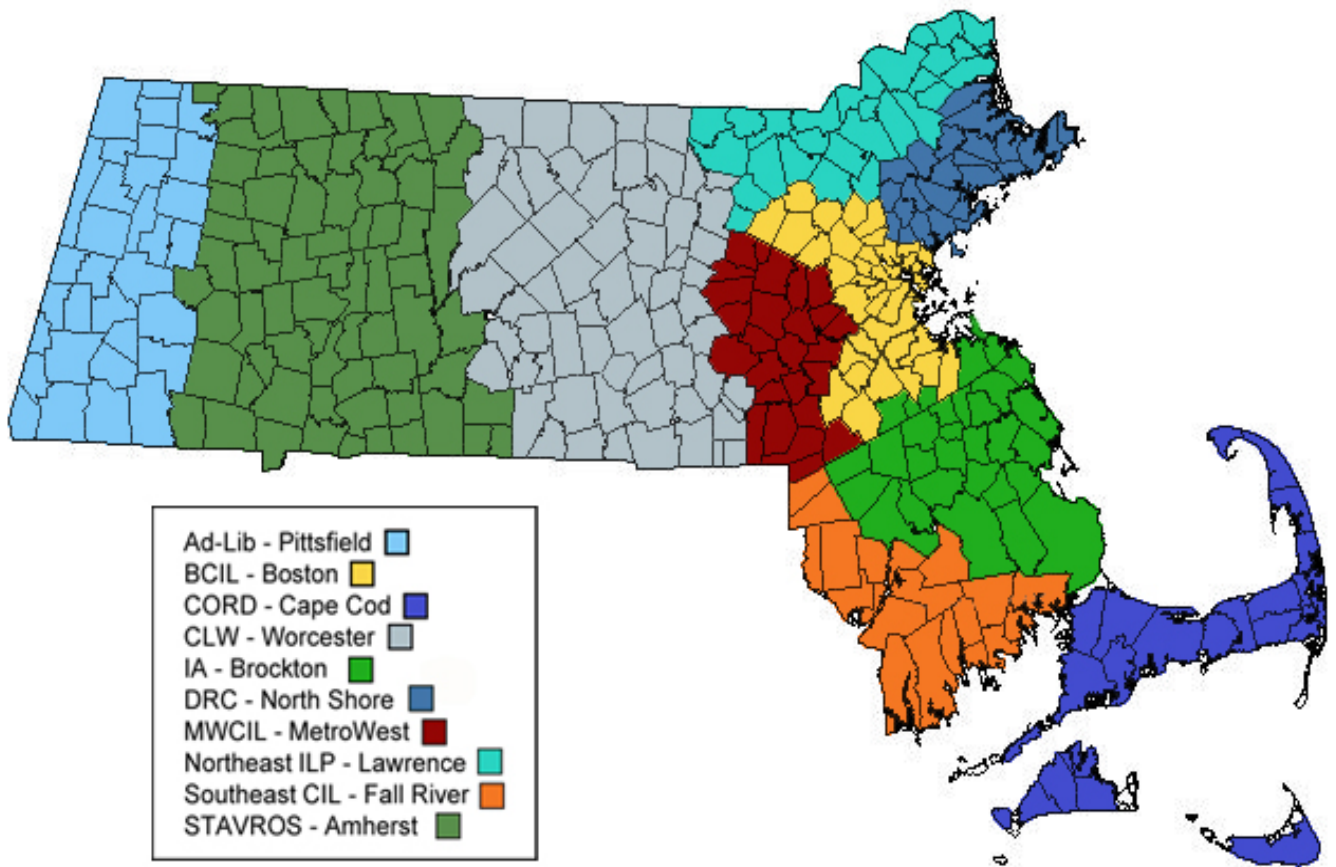 Ad-Lib - Pittsfield
BCIL - Boston
CORD - Cape Cod
CLW - Worcester
IA - Brockton
DRC - North Shore
MWCIL - MetroWest
Northeast ILP - Lawrence
Southeast CIL - Fall River
STAVROS - Amherst